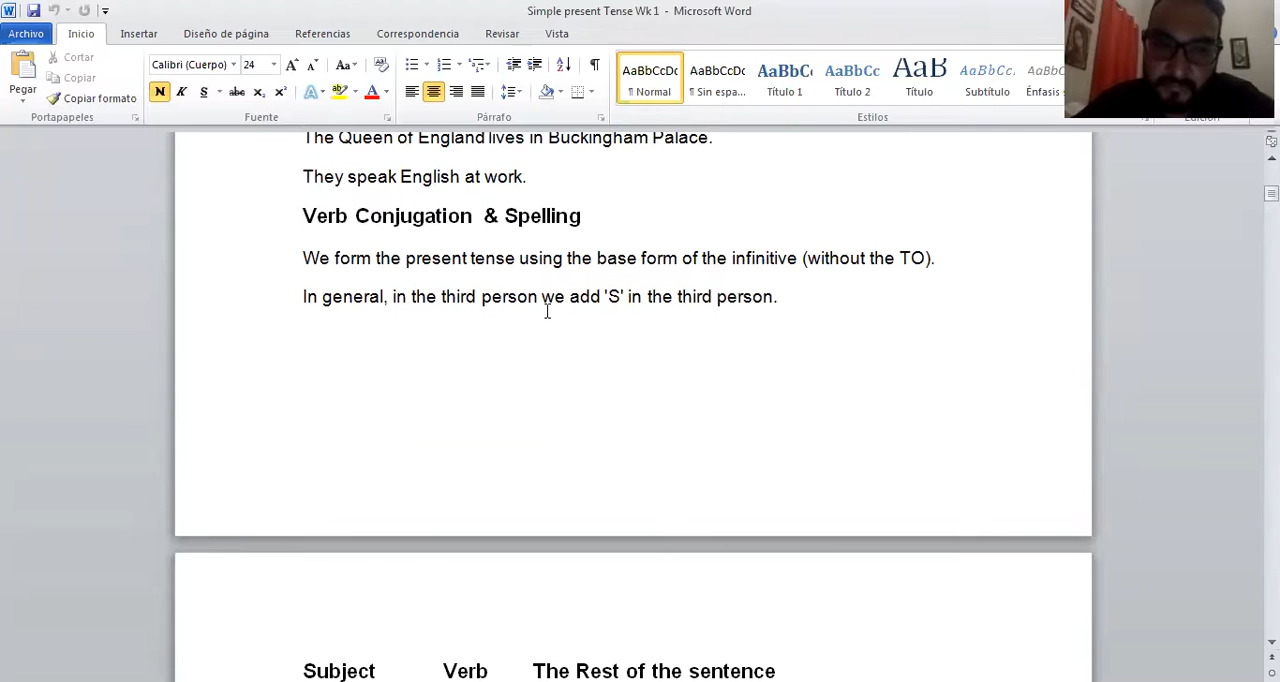 Simple present Tense Wk 1 - Microsoft Word
Archivo Inicio Insertar Diseño de página Referencias Correspondencia Revisar Vista
Pegar
Cortar
Copiar
Copiar formato
Portapapeles
Calibri (Cuerpo) 24
Fuente
Párrafo
AaBbCcDc AaBbCcDc AaBbC AaBbCc AaB AaBbCc AaBbC
¶ Normal ¶ Sin espa... Título 1 Título 2 Título Subtítulo Énfasis
Estilos
The Queen of England lives in Buckingham Palace.
They speak English at work.
Verb Conjugation & Spelling
We form the present tense using the base form of the infinitive (without the TO).
In general, in the third person we add 'S' in the third person.
Subject Verb The Rest of the sentence